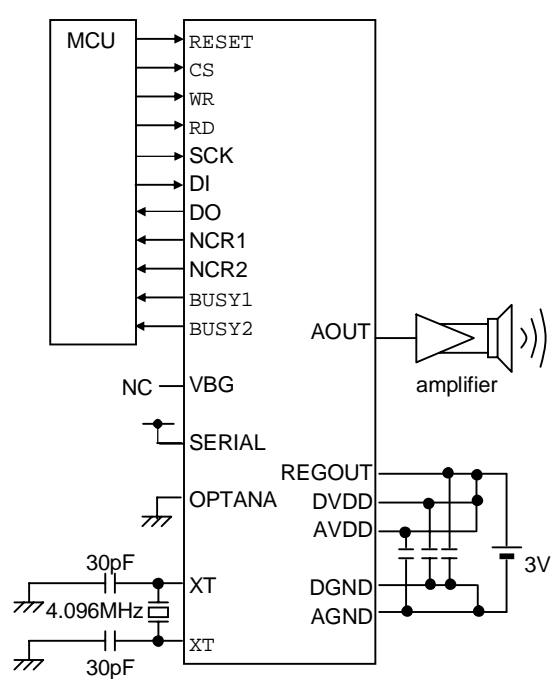 MCU
RESET
CS
WR
RD
SCK
DI
DO
NCR1
NCR2
BUSY1
BUSY2
AOUT
amplifier
NC
VBG
SERIAL
REGOUT
OPTANA
DVDD
AVDD
3V
30pF
XT
DGND
4.096MHz
AGND
XT
30pF